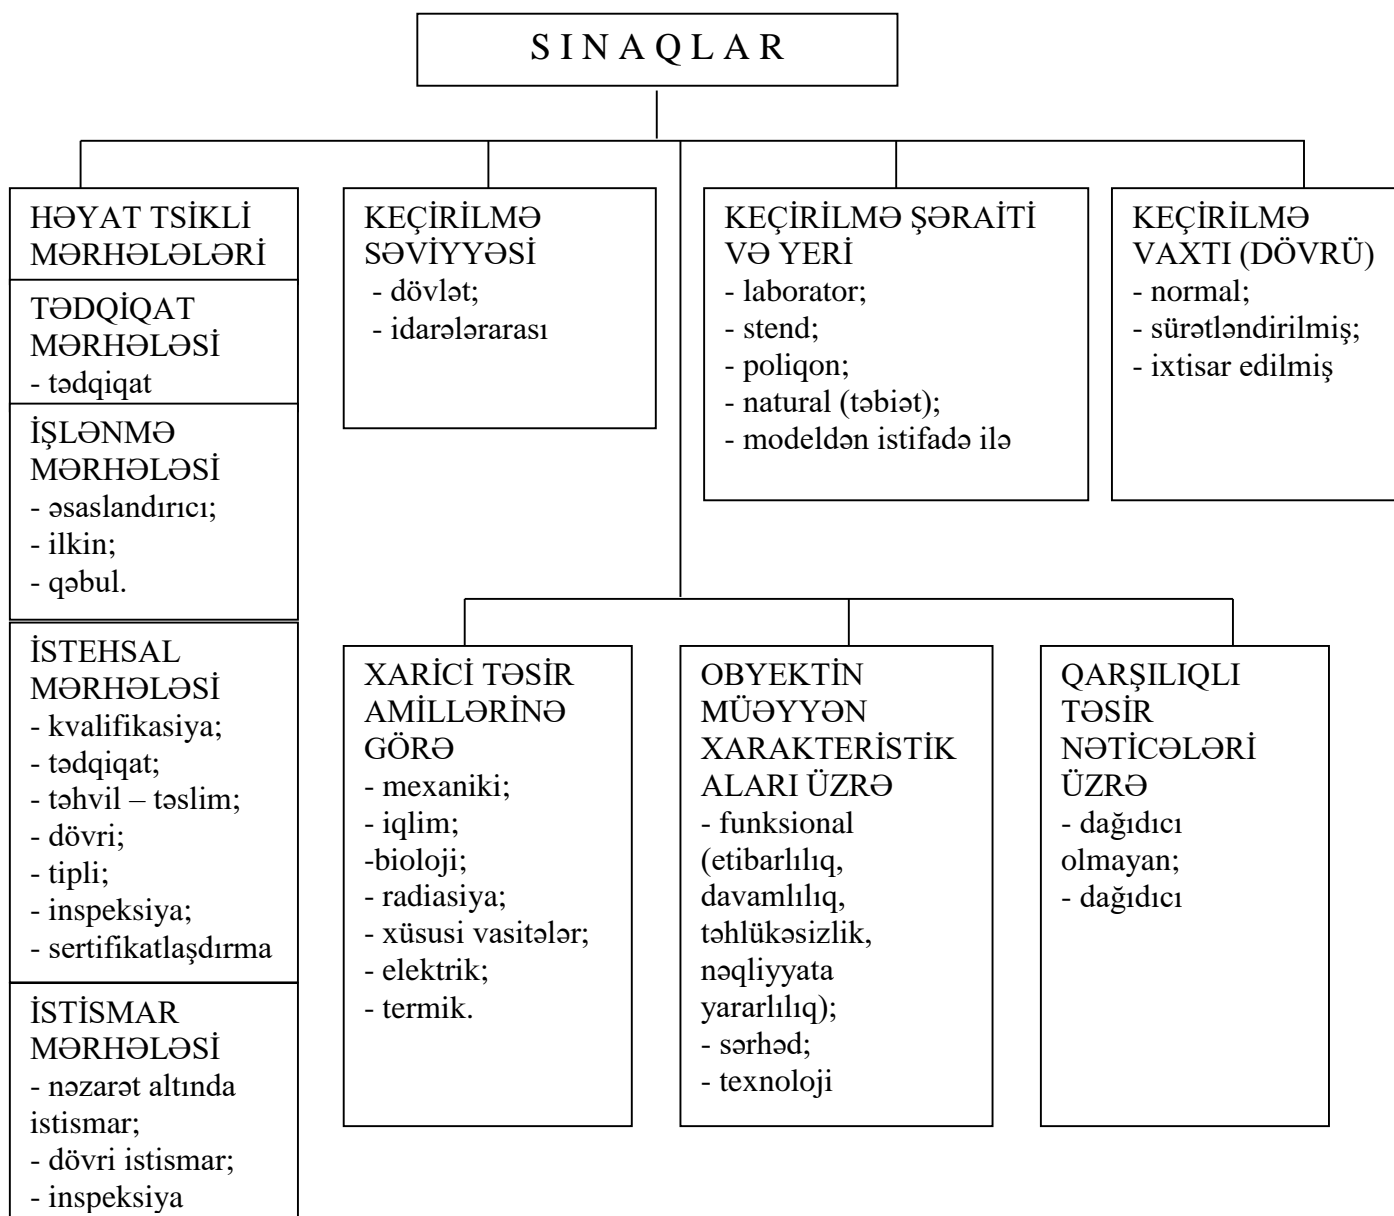 S I N A Q L A R
HƏYAT TSİKLİ
MƏRHƏLƏLƏRİ
TƏDQİQAT
MƏRHƏLƏSİ
- tədqiqat
İŞLƏNMƏ
MƏRHƏLƏSİ
- əsaslandırıcı;
- ilkin;
- qəbul.
İSTEHSAL
MƏRHƏLƏSİ
- kvalifikasiya;
- tədqiqat;
- təhvil – təslim;
- dövri;
- tipli;
- inspeksiya;
- sertifikatlaşdırma
İSTİSMAR
MƏRHƏLƏSİ
- nəzarət altında
istismar;
- dövri istismar;
- inspeksiya
KEÇİRİLMƏ
SƏVİYYƏSİ
- dövlət;
- idarələrarası
KEÇİRİLMƏ ŞƏRAİTİ
VƏ YERİ
- laborator;
- stend;
- poliqon;
- natural (təbiət);
- modeldən istifadə ilə
KEÇİRİLMƏ
VAXTI (DÖVRÜ)
- normal;
- sürətləndirilmiş;
- ixtisar edilmiş
XARİCİ TƏSİR
AMİLLƏRİNƏ
GÖRƏ
- mexaniki;
- iqlim;
-bioloji;
- radiasiya;
- xüsusi vasitələr;
- elektrik;
- termik.
OBYEKTİN
MÜƏYYƏN
XARAKTERİSTİK
ALARI ÜZRƏ
- funksional
(etibarlılıq,
davamlılıq,
təhlükəsizlik,
nəqliyyata
yararlılıq);
- sərhəd;
- texnoloji
QARŞILIQLI
TƏSİR
NƏTİCƏLƏRİ
ÜZRƏ
- dağıdıcı
olmayan;
- dağıdıcı